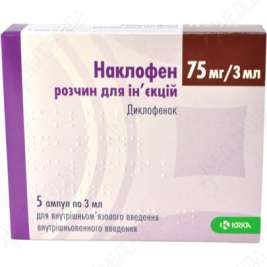 Наклофен
75 мг/3 мл
розчин для ін'єкцій
Диклофенак
5 ампул по 3 мл
для внутрішньом'язового введення
внутрішньовенного введення
KRKA